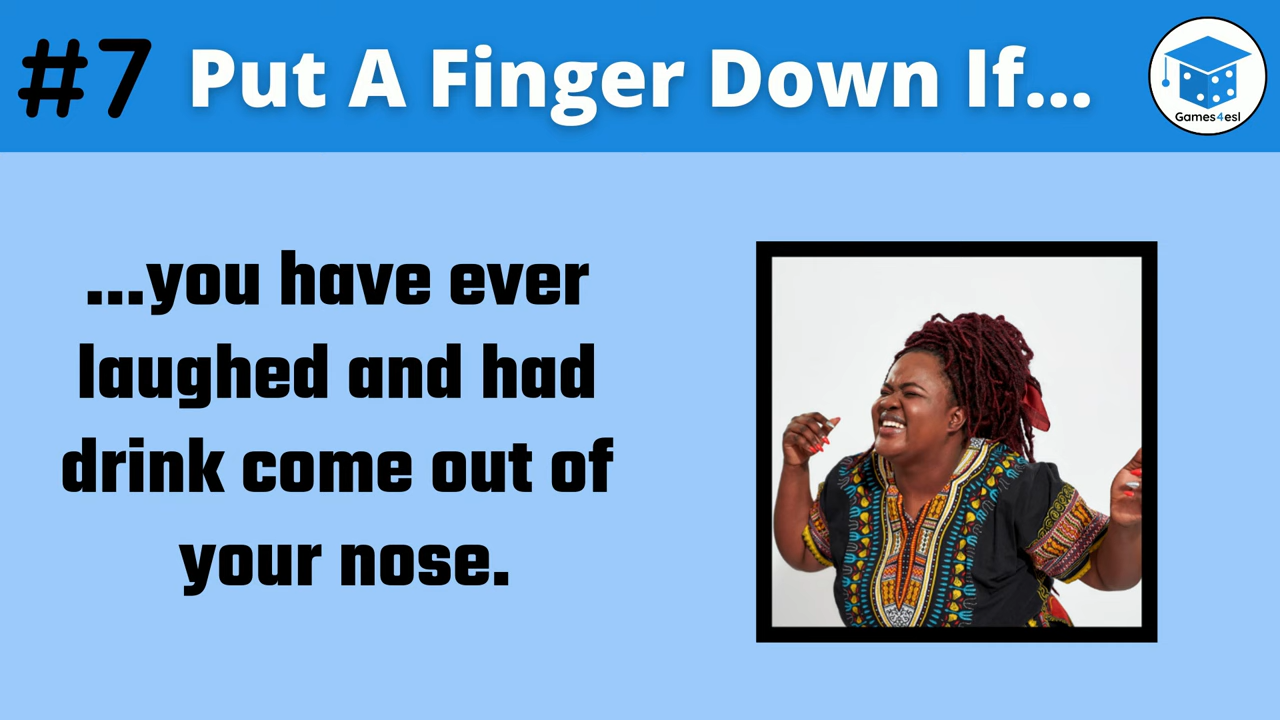 #7 Put A Finger Down If...
Games4esl
...you have ever
laughed and had
drink come out of
your nose.